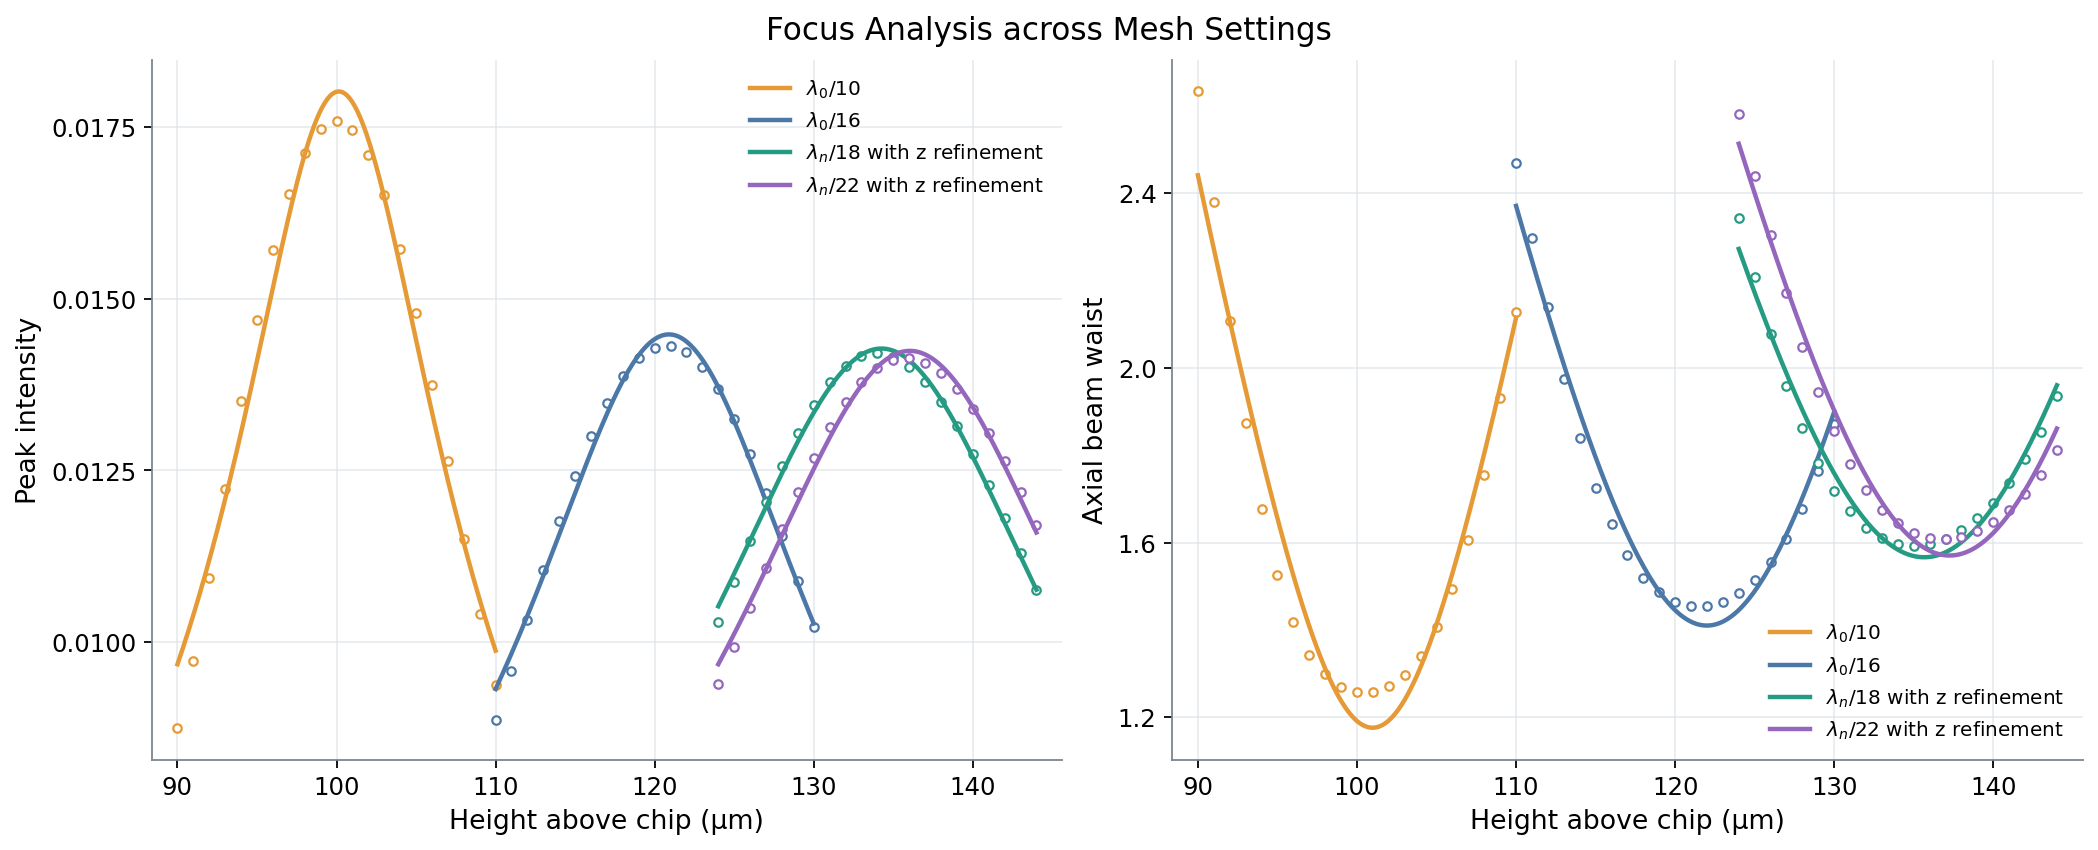 Focus Analysis across Mesh Settings
Peak intensity
0.0175
0.0150
0.0125
0.0100
90 100 110 120 130 140
Height above chip (μm)
λ₀/10
λ₀/16
λₙ/18 with z refinement
λₙ/22 with z refinement
Axial beam waist
2.4
2.0
1.6
1.2
90 100 110 120 130 140
Height above chip (μm)
λ₀/10
λ₀/16
λₙ/18 with z refinement
λₙ/22 with z refinement